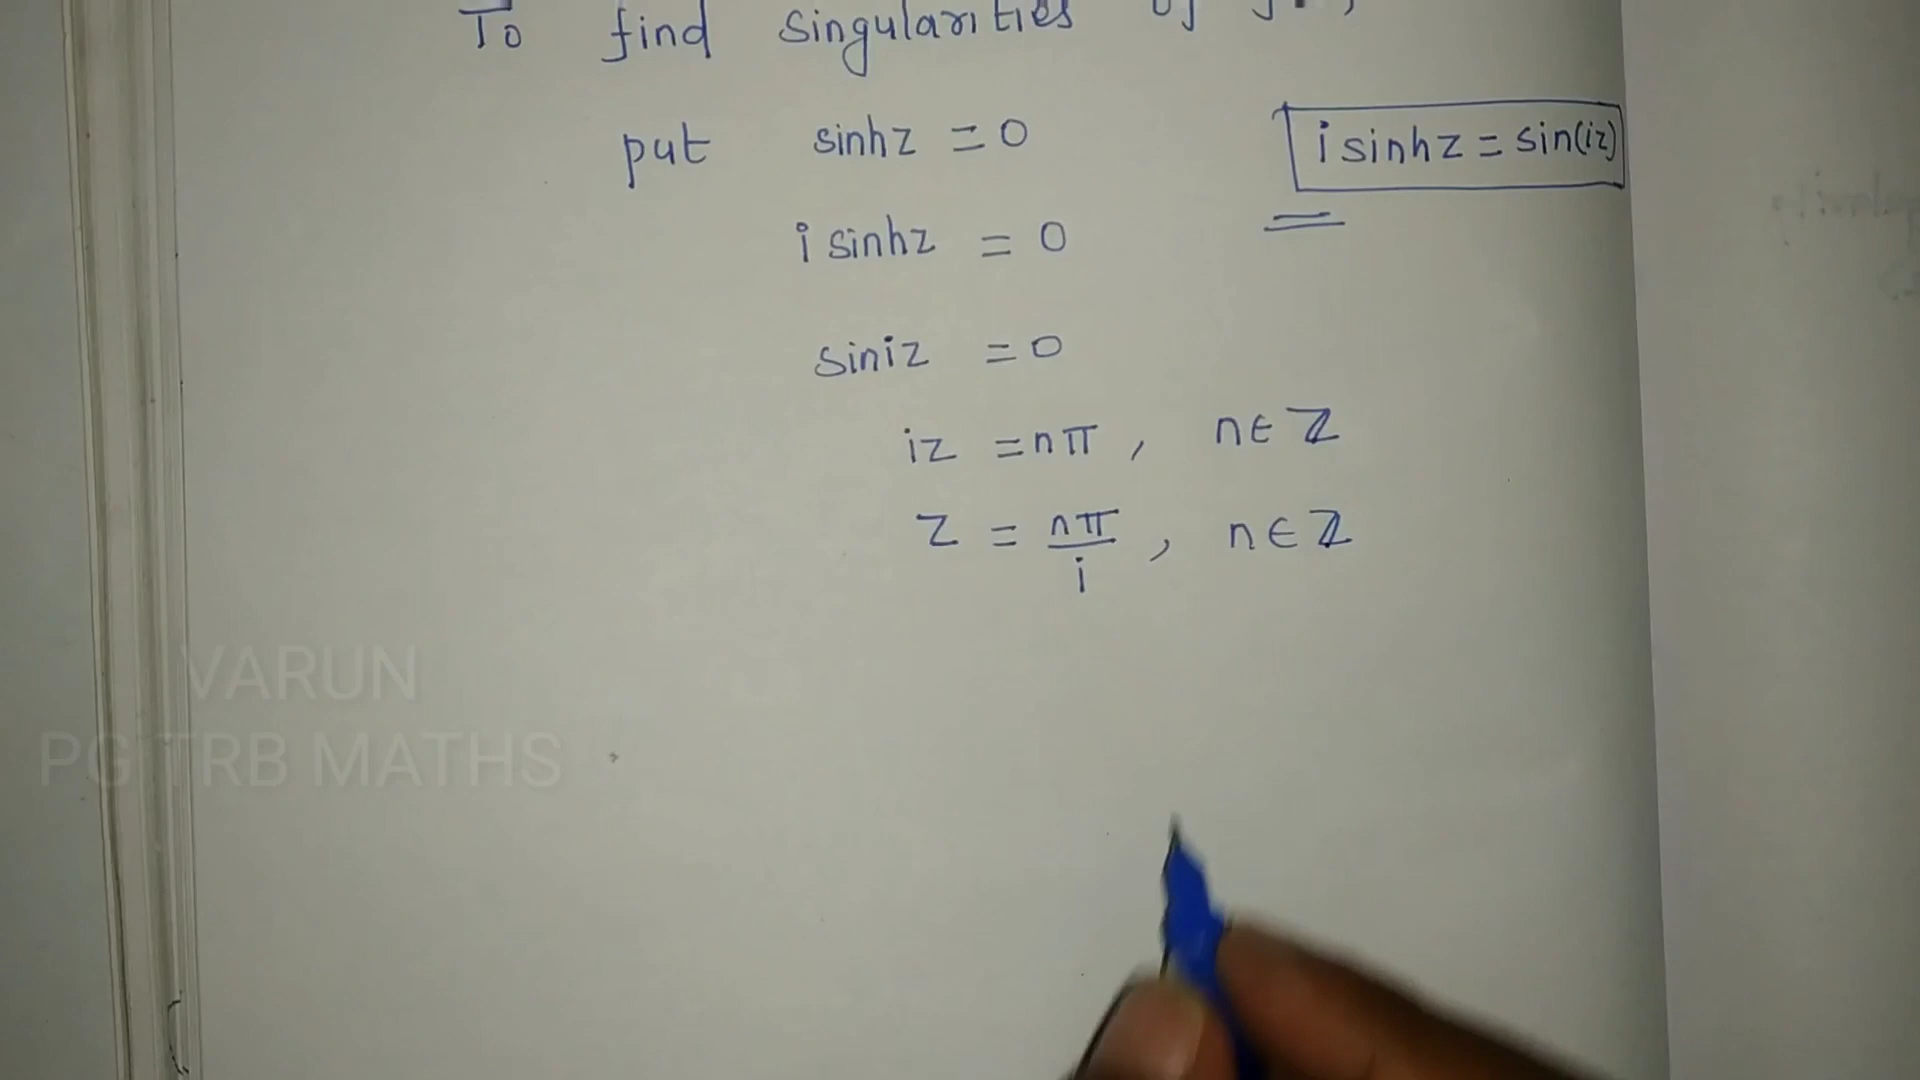 To find singularities of
put sinhz = 0
i sinhz = sin(iz)
i sinhz = 0
siniz = 0
iz = nπ , n∈ℤ
z = nπ/i , n∈ℤ
VARUN
PG TRB MATHS